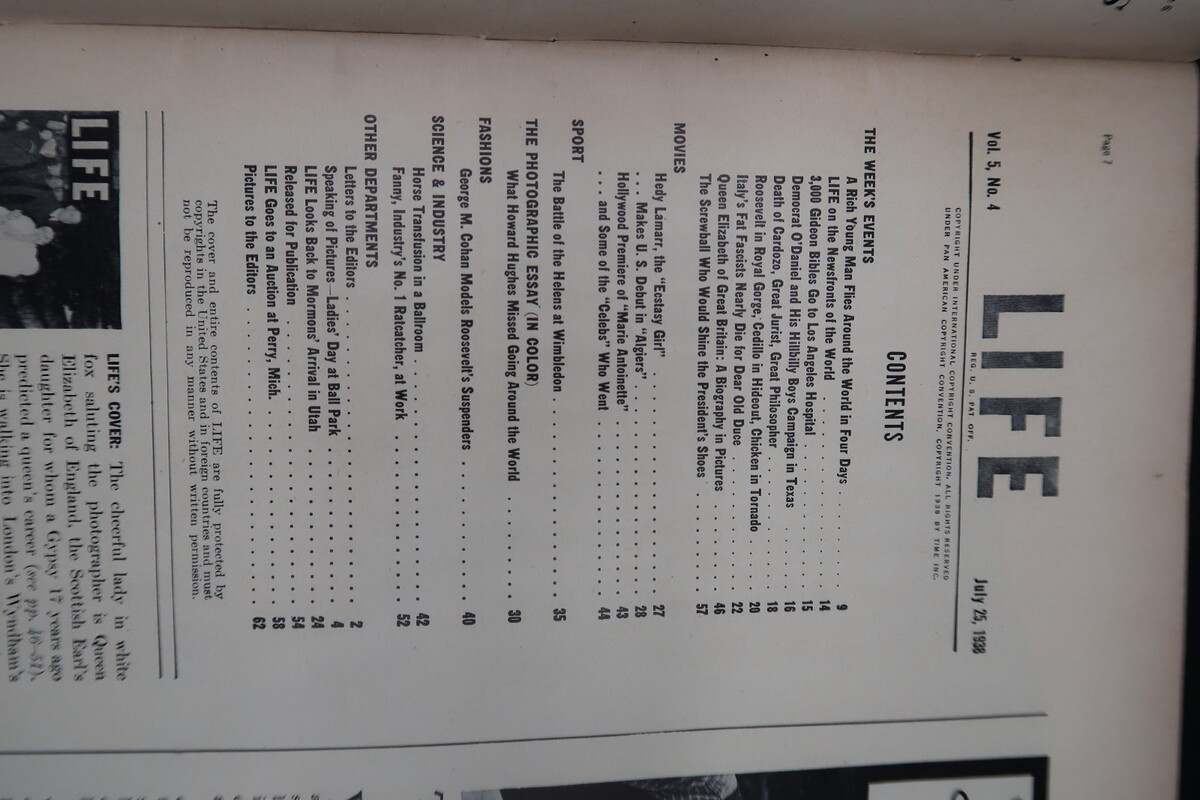 Page 7
LIFE
REG. U. S. PAT. OFF.
Vol. 5, No. 4 July 25, 1938
COPYRIGHT UNDER INTERNATIONAL COPYRIGHT CONVENTION, ALL RIGHTS RESERVED
UNDER PAN AMERICAN COPYRIGHT CONVENTION, COPYRIGHT 1938 BY TIME INC.
CONTENTS
THE WEEK'S EVENTS
A Rich Young Man Flies Around the World in Four Days . . . . . . . 9
LIFE on the Newsfronts of the World . . . . . . . . . . . 14
3,000 Gideon Bibles Go to Los Angeles Hospital . . . . . . . . . 15
Democrat O'Daniel and His Hillbilly Boys Campaign in Texas . . . . . 16
Death of Cardozo, Great Jurist, Great Philosopher . . . . . . . . 18
Roosevelt in Royal Gorge; Cedillo in Hideout, Chicken in Tornado . . . . 20
Italy's Fat Fascists Nearly Die for Dear Old Duce . . . . . . . . 22
Queen Elizabeth of Great Britain: A Biography in Pictures . . . . . . 46
The Screwball Who Would Shine the President's Shoes . . . . . . . 57
MOVIES
Hedy Lamarr, the "Ecstasy Girl" . . . . . . . . . . . . . 27
. . . Makes U. S. Debut in "Algiers" . . . . . . . . . . . . 28
Hollywood Premiere of "Marie Antoinette" . . . . . . . . . . 43
. . . and Some of the "Celebs" Who Went . . . . . . . . . . . 44
SPORT
The Battle of the Helens at Wimbledon . . . . . . . . . . . 35
THE PHOTOGRAPHIC ESSAY (IN COLOR)
What Howard Hughes Missed Going Around the World . . . . . . . 30
FASHIONS
George M. Cohan Models Roosevelt's Suspenders . . . . . . . . 40
SCIENCE & INDUSTRY
Horse Transfusion in a Ballroom . . . . . . . . . . . . . 42
Fanny, Industry's No. 1 Ratcatcher, at Work . . . . . . . . . . 52
OTHER DEPARTMENTS
Letters to the Editors . . . . . . . . . . . . . . . . 2
Speaking of Pictures—Ladies' Day at Ball Park . . . . . . . . . 4
LIFE Looks Back to Mormons' Arrival in Utah . . . . . . . . . 24
Released for Publication . . . . . . . . . . . . . . . 54
LIFE Goes to an Auction at Perry, Mich. . . . . . . . . . . . 58
Pictures to the Editors . . . . . . . . . . . . . . . . 62
The cover and entire contents of LIFE are fully protected by
copyrights in the United States and in foreign countries and must
not be reproduced in any manner without written permission.
LIFE
LIFE'S COVER: The cheerful lady in white
fox saluting the photographer is Queen
Elizabeth of England, the Scottish Earl's
daughter for whom a Gypsy 17 years ago
predicted a queen's career (see pp. 46-51).
She is walking into London's Wyndham's